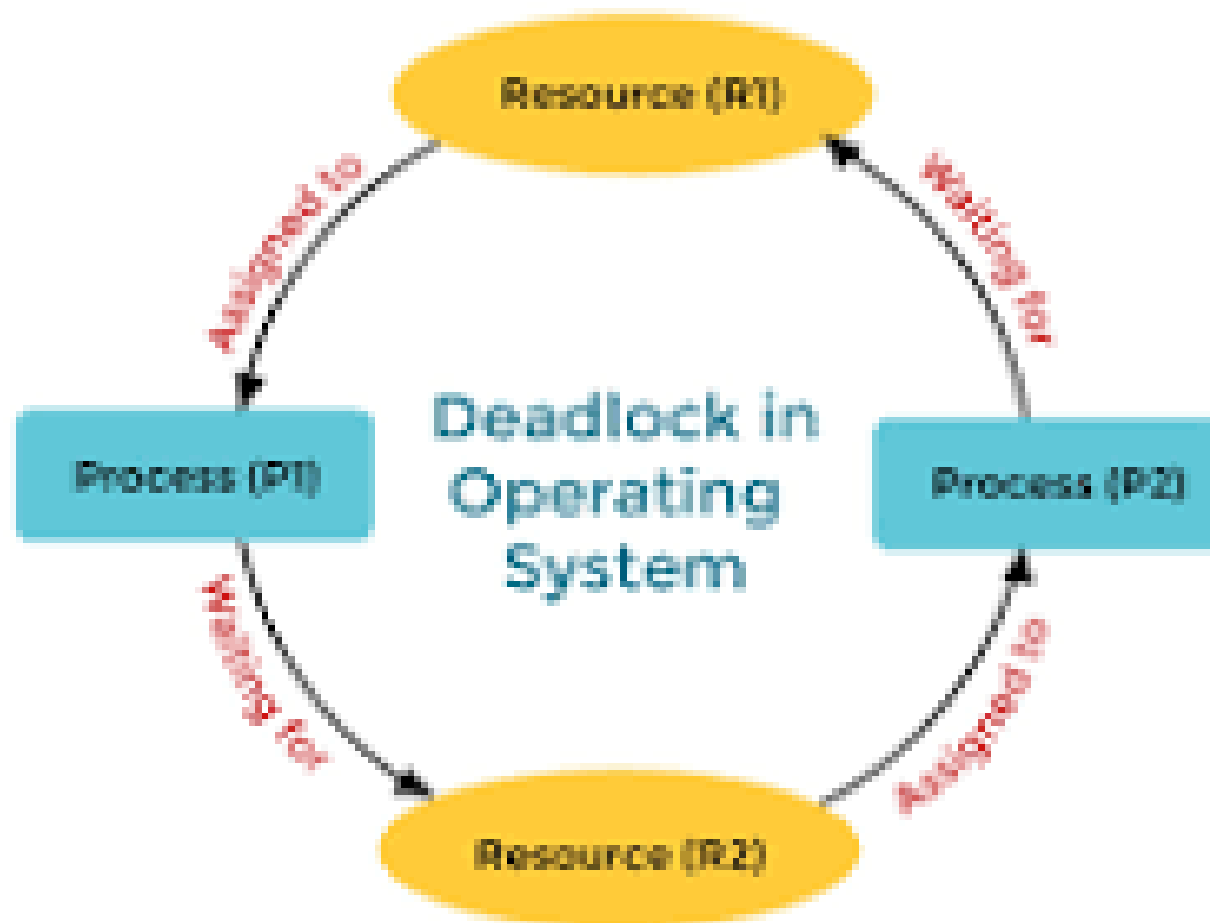 Resource (R1)
Assigned to
Waiting for
Process (P1)
Deadlock in
Operating
System
Process (P2)
Waiting for
Assigned to
Resource (R2)